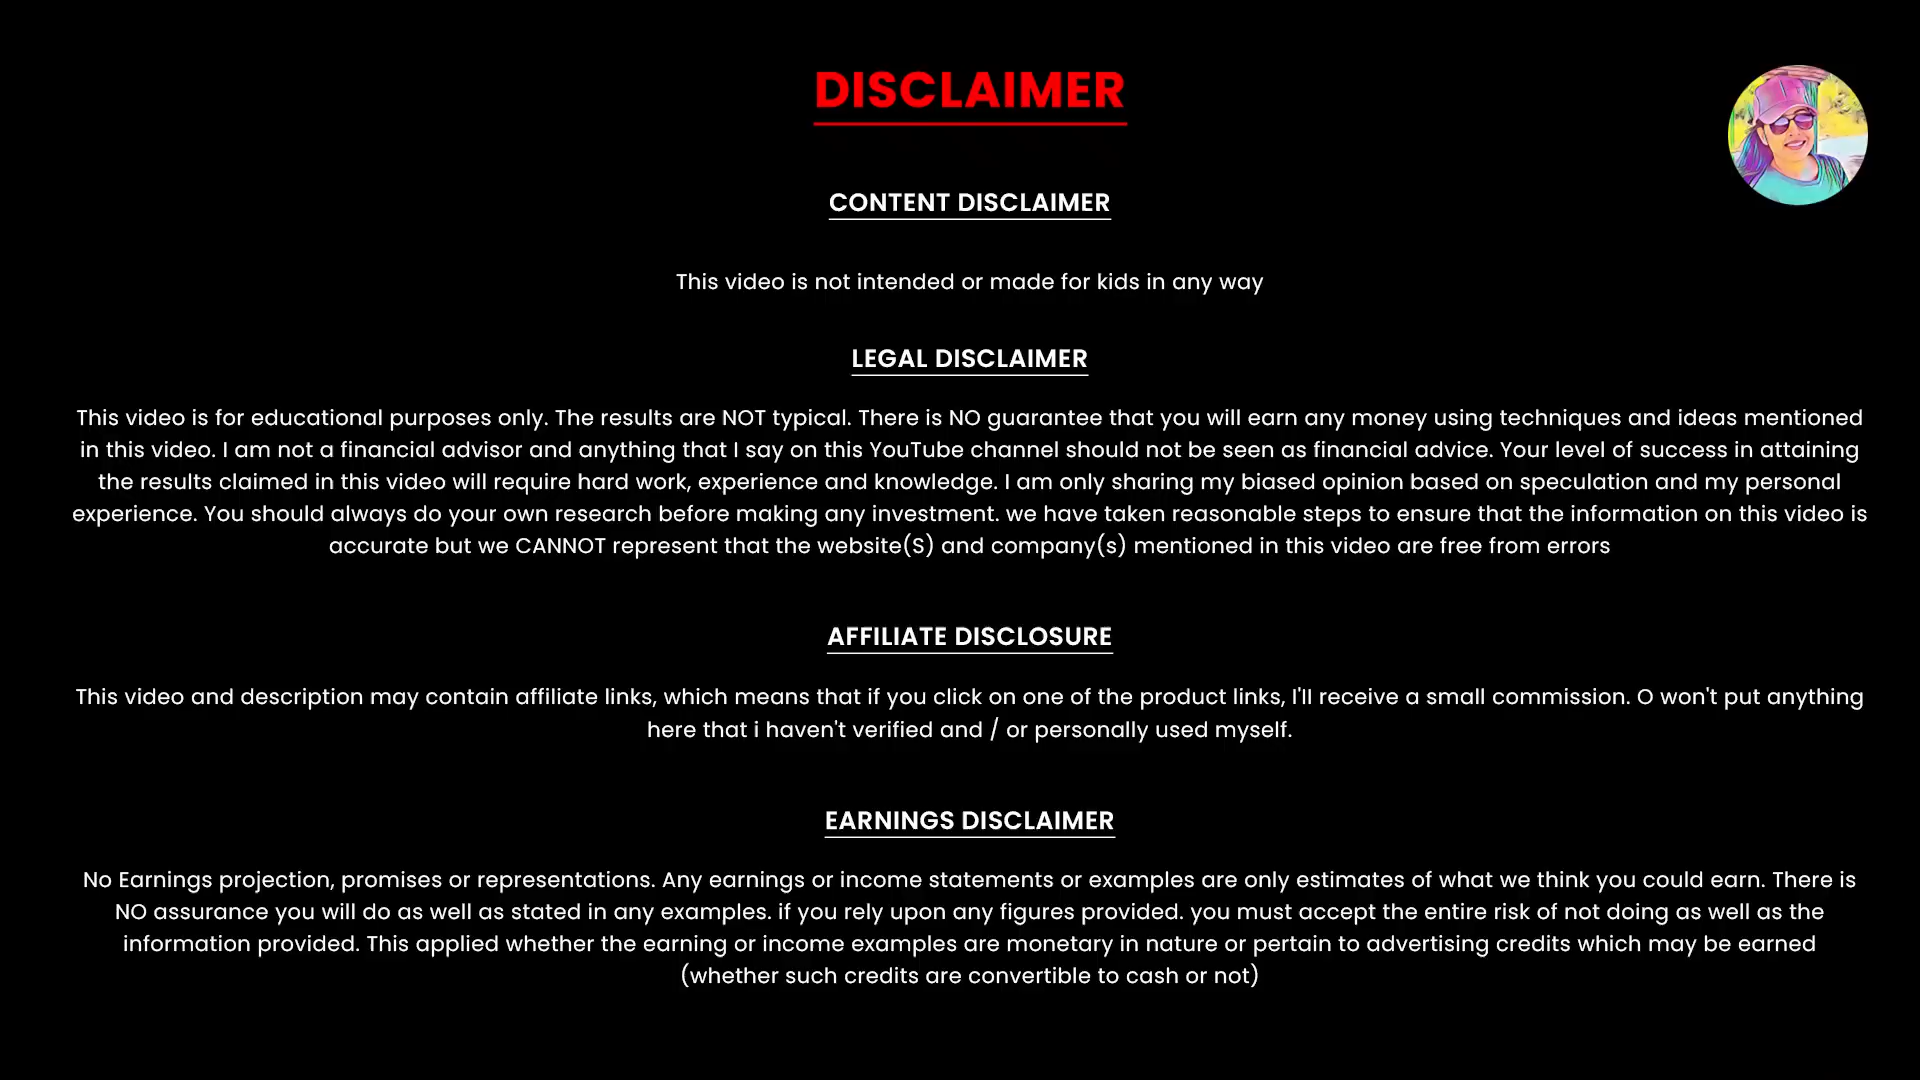 DISCLAIMER
CONTENT DISCLAIMER
This video is not intended or made for kids in any way
LEGAL DISCLAIMER
This video is for educational purposes only. The results are NOT typical. There is NO guarantee that you will earn any money using techniques and ideas mentioned
in this video. I am not a financial advisor and anything that I say on this YouTube channel should not be seen as financial advice. Your level of success in attaining
the results claimed in this video will require hard work, experience and knowledge. I am only sharing my biased opinion based on speculation and my personal
experience. You should always do your own research before making any investment. we have taken reasonable steps to ensure that the information on this video is
accurate but we CANNOT represent that the website(S) and company(s) mentioned in this video are free from errors
AFFILIATE DISCLOSURE
This video and description may contain affiliate links, which means that if you click on one of the product links, I'II receive a small commission. O won't put anything
here that i haven't verified and / or personally used myself.
EARNINGS DISCLAIMER
No Earnings projection, promises or representations. Any earnings or income statements or examples are only estimates of what we think you could earn. There is
NO assurance you will do as well as stated in any examples. if you rely upon any figures provided. you must accept the entire risk of not doing as well as the
information provided. This applied whether the earning or income examples are monetary in nature or pertain to advertising credits which may be earned
(whether such credits are convertible to cash or not)